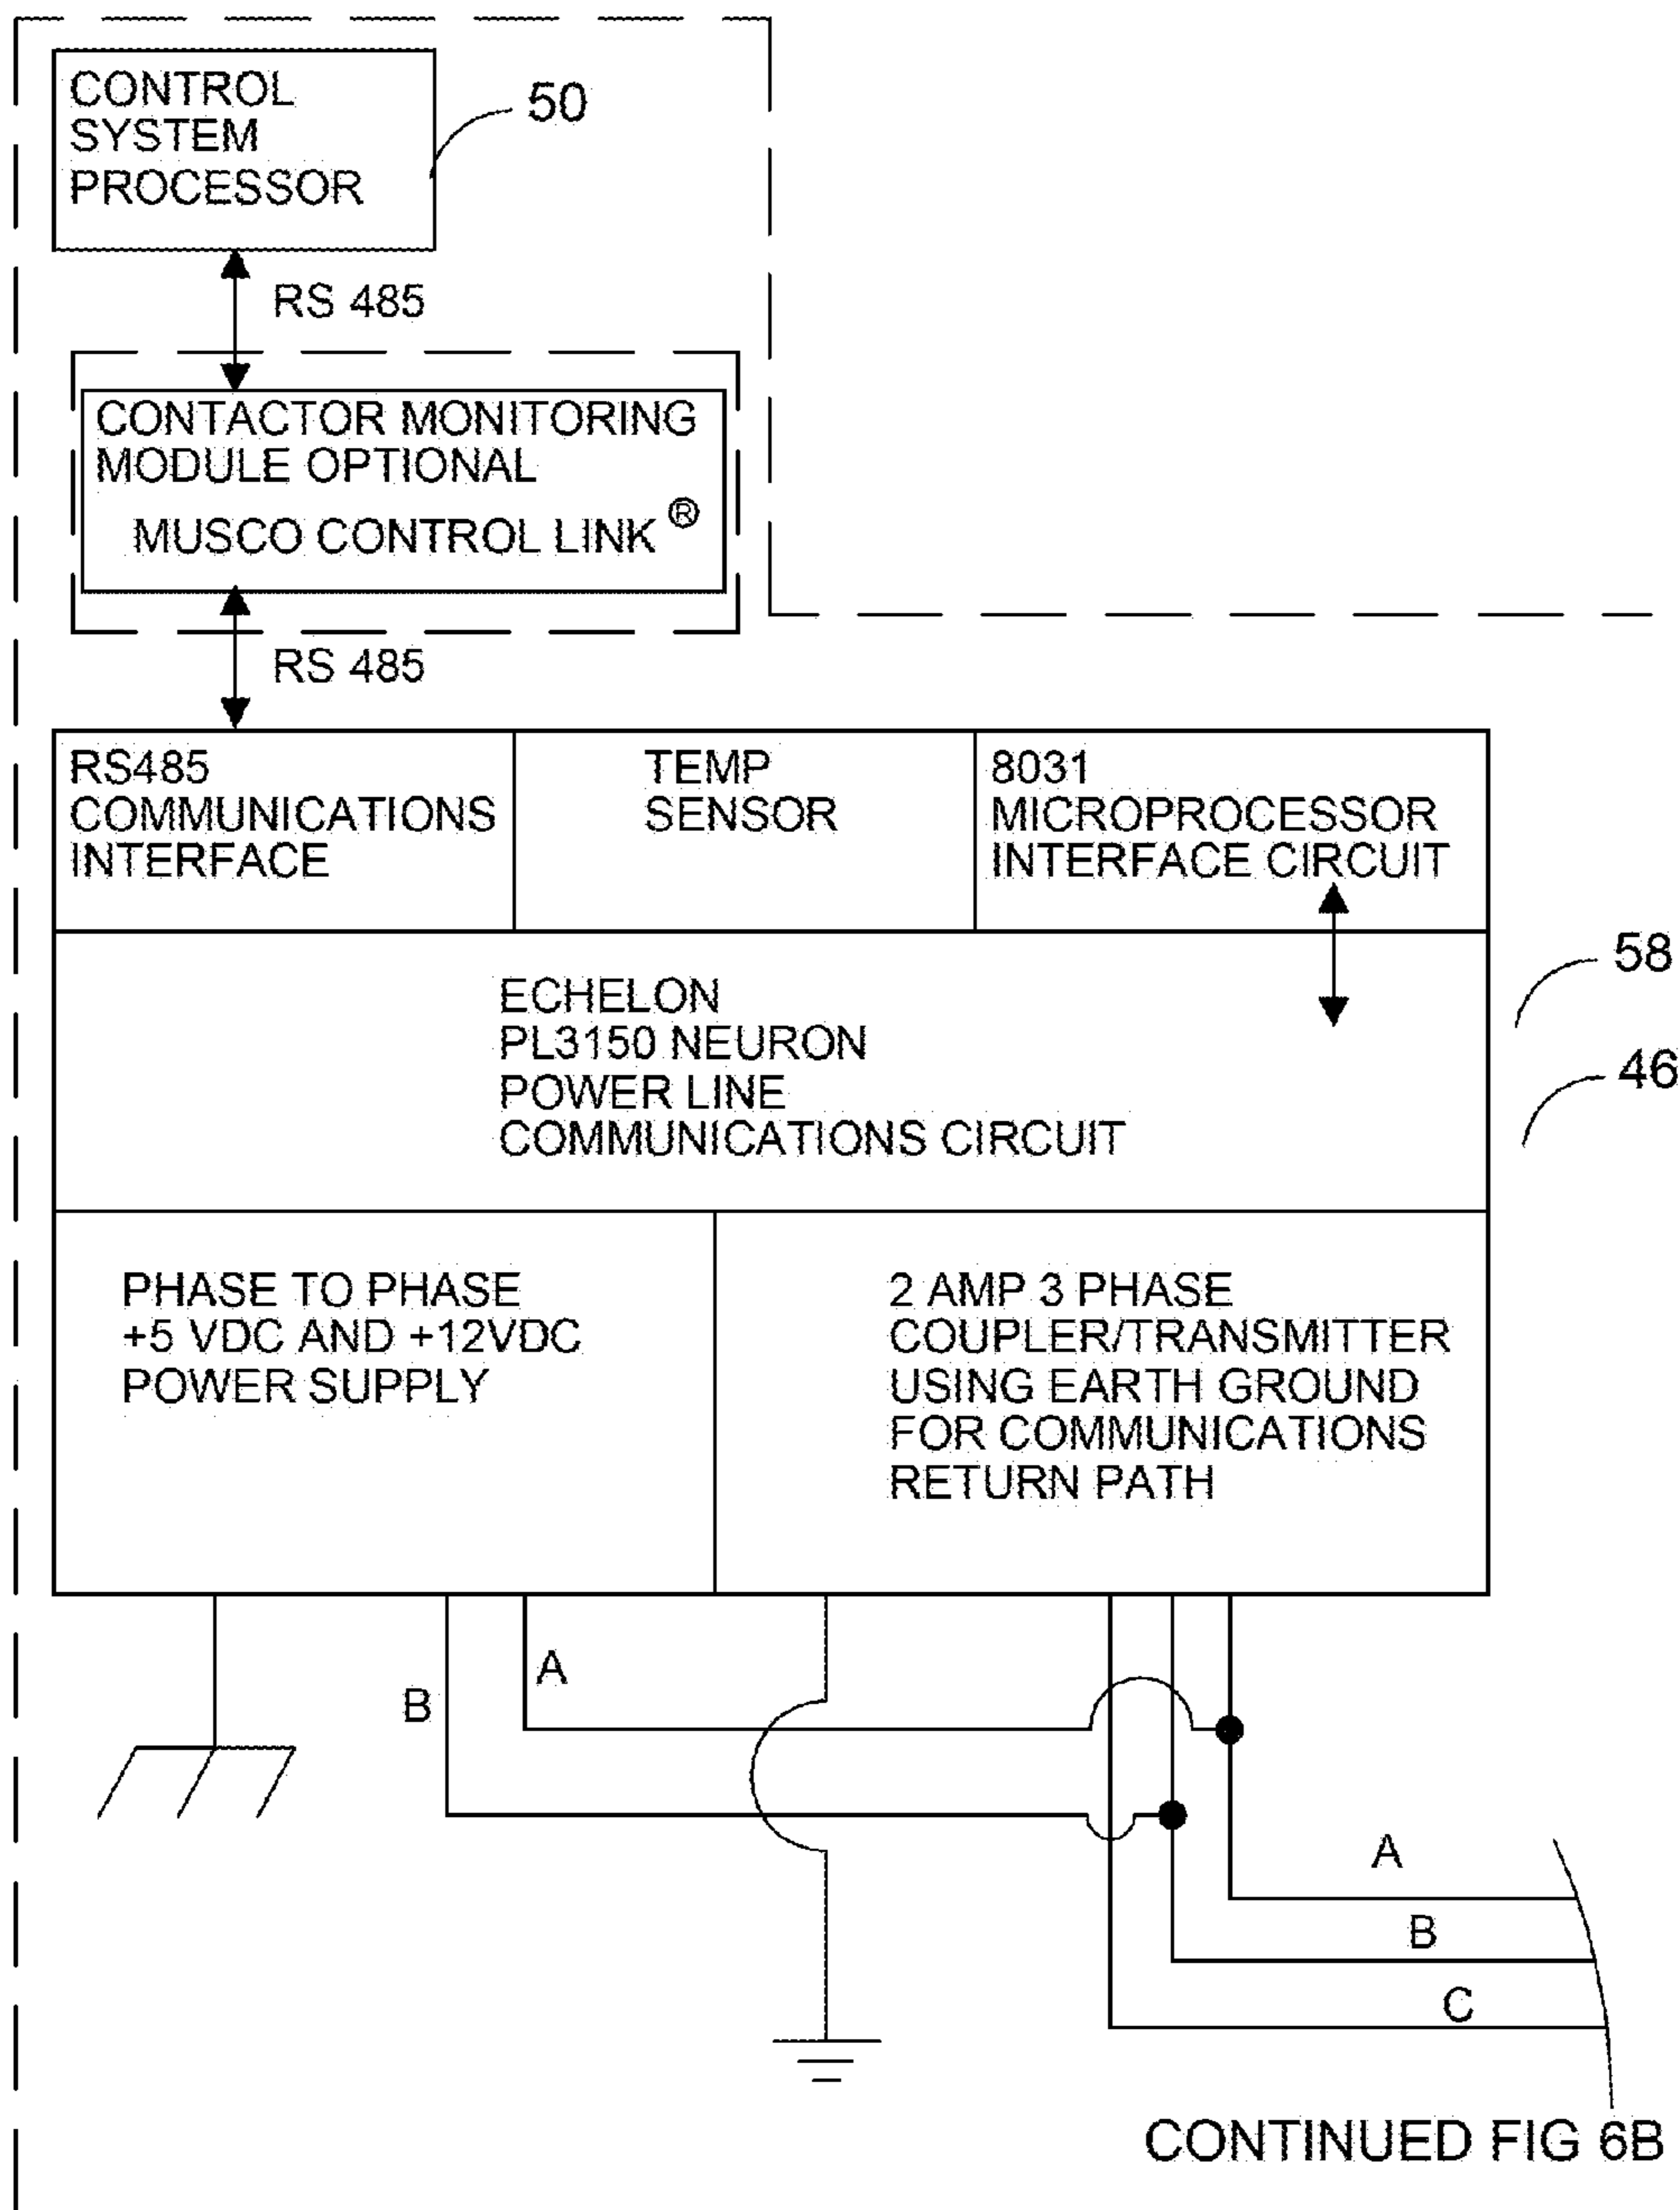 CONTROL
SYSTEM
PROCESSOR
50
RS 485
CONTACTOR MONITORING
MODULE OPTIONAL
MUSCO CONTROL LINK ®
RS 485
RS485
COMMUNICATIONS
INTERFACE
TEMP
SENSOR
8031
MICROPROCESSOR
INTERFACE CIRCUIT
58
46
ECHELON
PL3150 NEURON
POWER LINE
COMMUNICATIONS CIRCUIT
PHASE TO PHASE
+5 VDC AND +12VDC
POWER SUPPLY
2 AMP 3 PHASE
COUPLER/TRANSMITTER
USING EARTH GROUND
FOR COMMUNICATIONS
RETURN PATH
A
B
A
B
C
CONTINUED FIG 6B